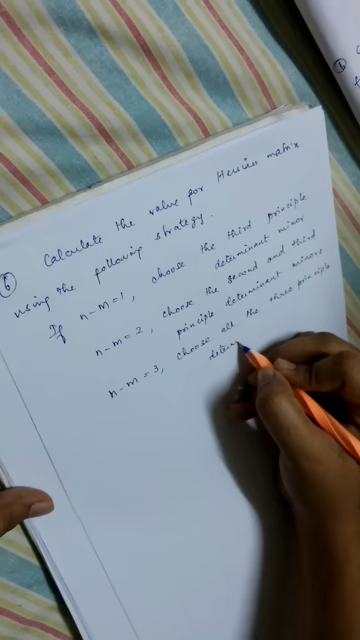 ⑥ Calculate the value for Hessian matrix
using the following strategy.
If n-m=1, choose the third principle
determinant minor
n-m=2, choose the second and third
principle determinant minors
n-m=3, choose all the three principle
determ